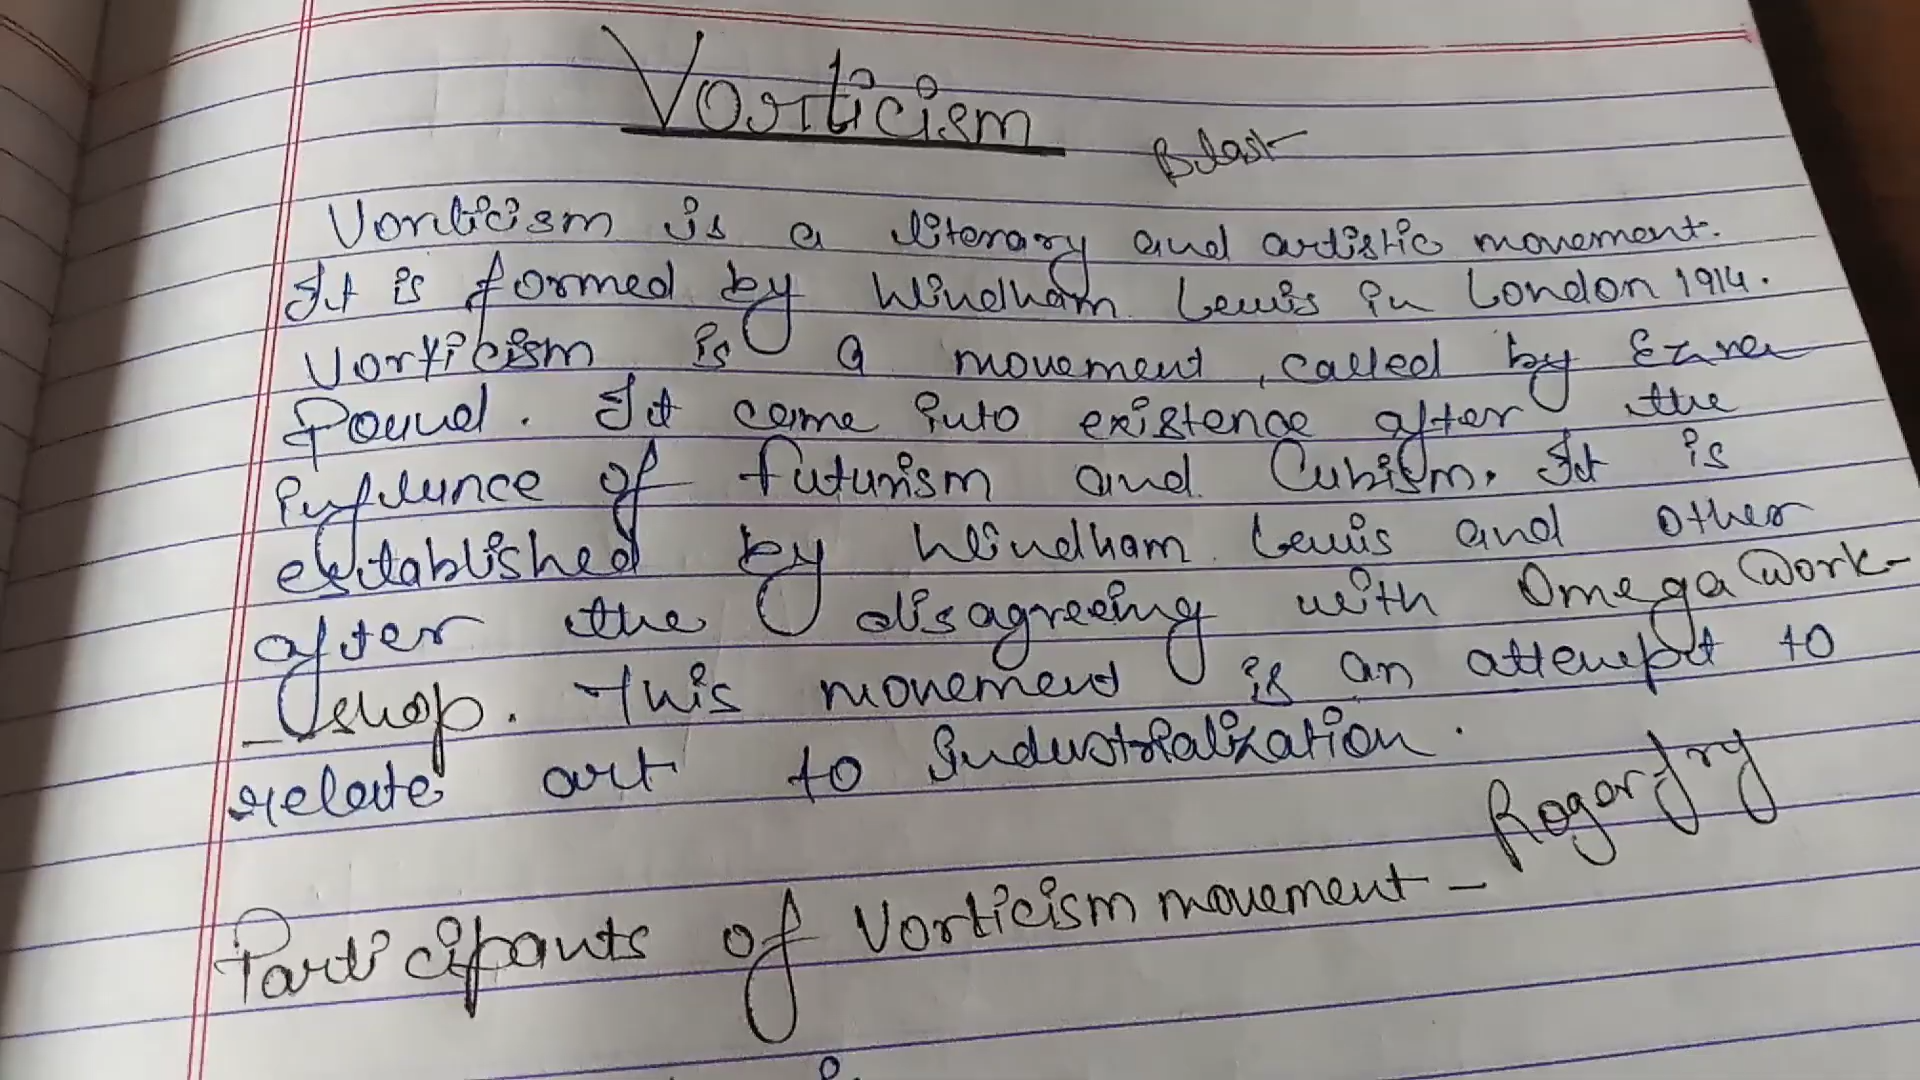 Vorticism
Blast
Vorticism is a literary and artistic movement.
It is formed by Windham Lewis in London 1914.
Vorticism is a movement, called by Ezra
Pound. It came into existence after the
influence of futurism and Cubism. It is
established by Windham Lewis and other
after the disagreeing with Omega Work-
-shop. This movement is an attempt to
relate art to Industrialization.
Roger fry
Participants of Vorticism movement -